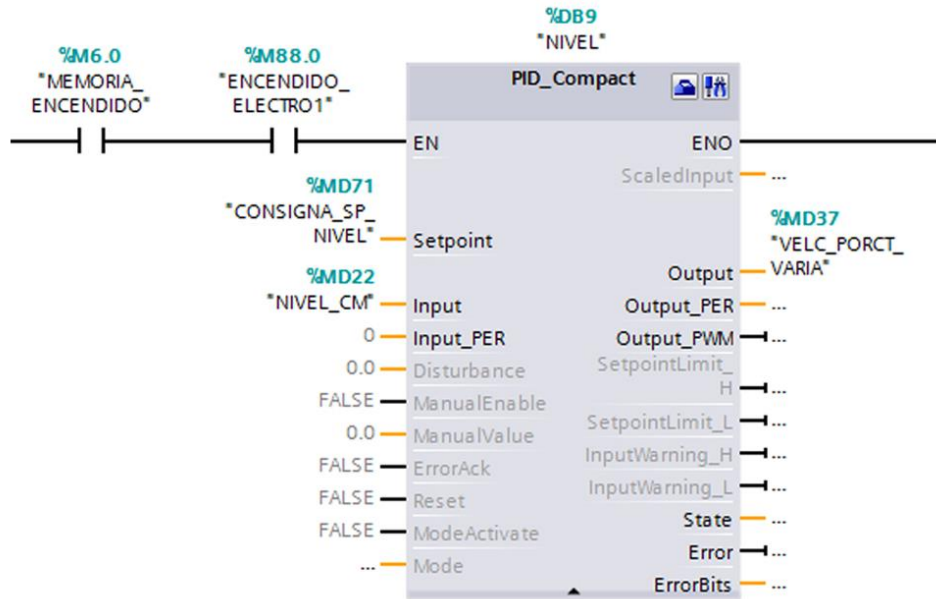 %DB9
"NIVEL"
%M6.0
"MEMORIA_
ENCENDIDO"
%M88.0
"ENCENDIDO_
ELECTRO1"
PID_Compact
EN
ENO
ScaledInput
...
%MD71
"CONSIGNA_SP_
NIVEL"
Setpoint
%MD37
"VELC_PORCT_
VARIA"
Output
%MD22
"NIVEL_CM"
Input
Output_PER
...
0
Input_PER
Output_PWM
...
0.0
Disturbance
SetpointLimit_
H
...
FALSE
ManualEnable
SetpointLimit_L
...
0.0
ManualValue
InputWarning_H
...
FALSE
ErrorAck
InputWarning_L
...
FALSE
Reset
State
...
FALSE
ModeActivate
Error
...
...
Mode
ErrorBits
...